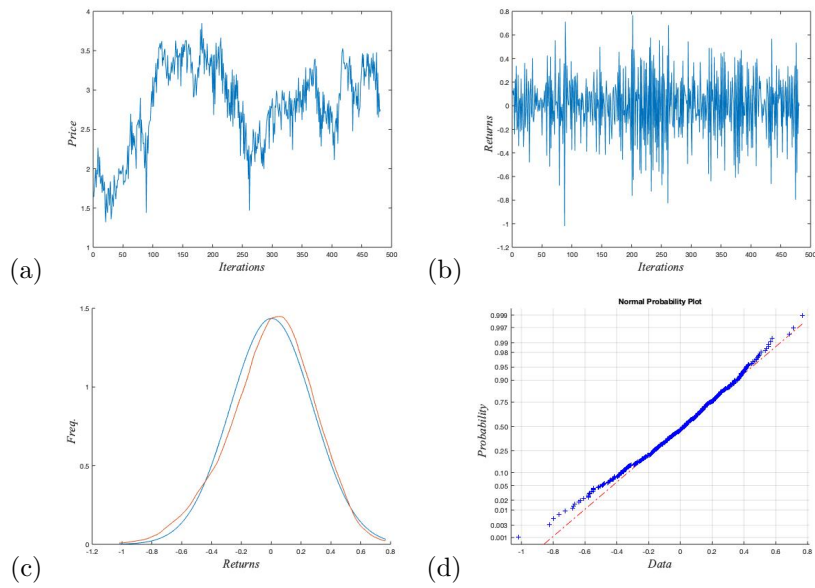 4
3.5
3
2.5
2
1.5
1
Price
0 50 100 150 200 250 300 350 400 450 500
Iterations
(a)
0.8
0.6
0.4
0.2
0
-0.2
-0.4
-0.6
-0.8
-1
-1.2
Returns
0 50 100 150 200 250 300 350 400 450 500
Iterations
(b)
1.5
1
0.5
0
Freq.
-1.2 -1 -0.8 -0.6 -0.4 -0.2 0 0.2 0.4 0.6 0.8
Returns
(c)
Normal Probability Plot
0.999
0.997
0.99
0.98
0.95
0.90
0.75
0.50
0.25
0.10
0.05
0.02
0.01
0.003
0.001
Probability
-1 -0.8 -0.6 -0.4 -0.2 0 0.2 0.4 0.6 0.8
Data
(d)